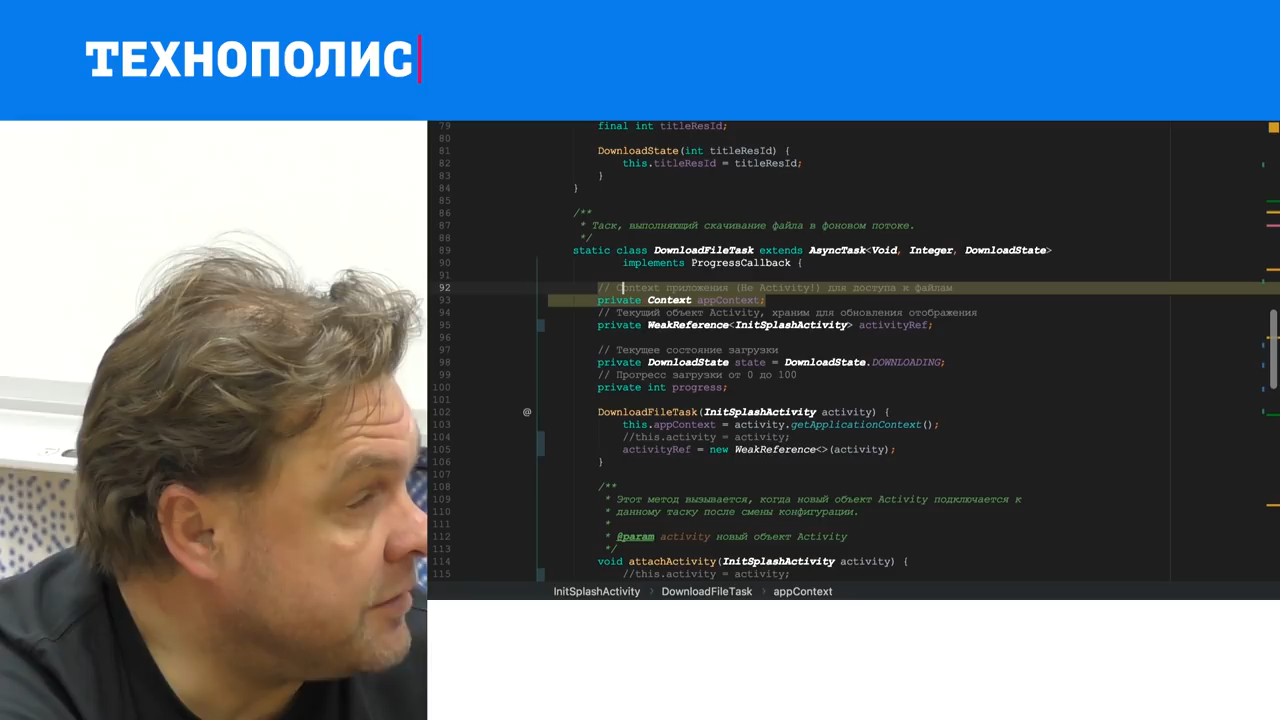 ТЕХНОПОЛИС
79 final int titleResId;
80
81 DownloadState(int titleResId) {
82 this.titleResId = titleResId;
83 }
84 }
85
86 /**
87 * Таск, выполняющий скачивание файла в фоновом потоке.
88 */
89 static class DownloadFileTask extends AsyncTask<Void, Integer, DownloadState>
90 implements ProgressCallback {
91
92 // Context приложения (Не Activity!) для доступа к файлам
93 private Context appContext;
94 // Текущий объект Activity, храним для обновления отображения
95 private WeakReference<InitSplashActivity> activityRef;
96
97 // Текущее состояние загрузки
98 private DownloadState state = DownloadState.DOWNLOADING;
99 // Прогресс загрузки от 0 до 100
100 private int progress;
101
102 @ DownloadFileTask(InitSplashActivity activity) {
103 this.appContext = activity.getApplicationContext();
104 //this.activity = activity;
105 activityRef = new WeakReference<>(activity);
106 }
107
108 /**
109 * Этот метод вызывается, когда новый объект Activity подключается к
110 * данному таску после смены конфигурации.
111 *
112 * @param activity новый объект Activity
113 */
114 void attachActivity(InitSplashActivity activity) {
115 //this.activity = activity;
InitSplashActivity > DownloadFileTask > appContext